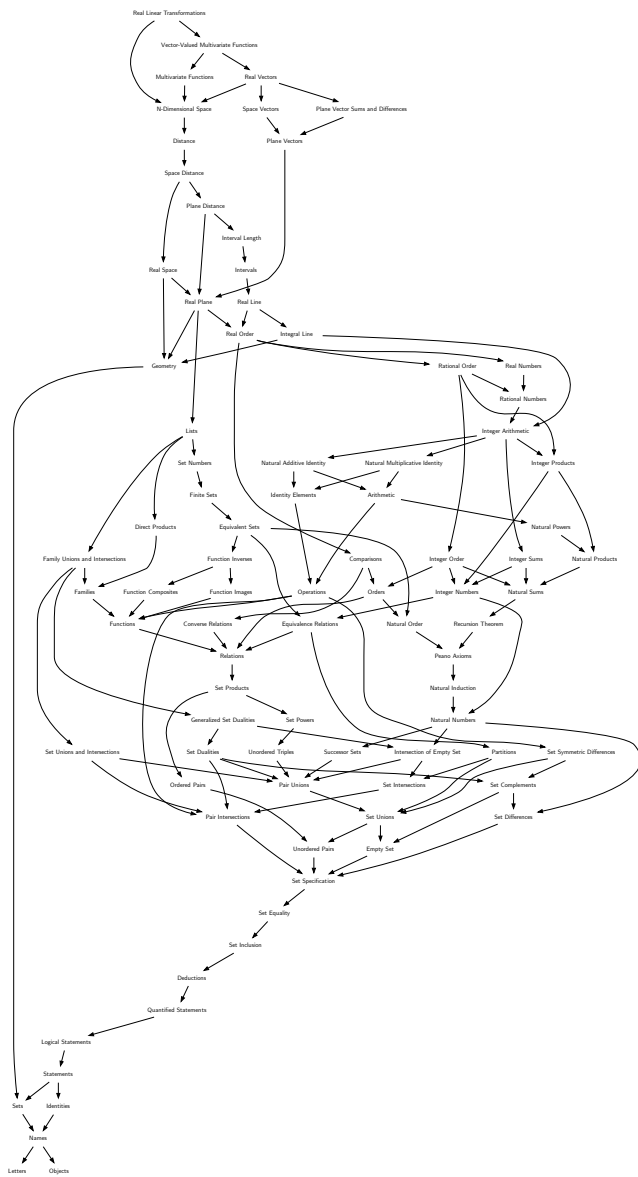 Real Linear Transformations
Vector-Valued Multivariate Functions
Multivariate Functions Real Vectors
N-Dimensional Space Space Vectors Plane Vector Sums and Differences
Distance Plane Vectors
Space Distance
Plane Distance
Interval Length
Real Space Intervals
Real Plane Real Line
Real Order Integral Line
Geometry Rational Order Real Numbers
Rational Numbers
Lists Integer Arithmetic
Set Numbers Natural Additive Identity Natural Multiplicative Identity Integer Products
Finite Sets Identity Elements Arithmetic
Direct Products Equivalent Sets Natural Powers
Family Unions and Intersections Function Inverses Comparisons Integer Order Integer Sums Natural Products
Families Function Composites Function Images Operations Orders Integer Numbers Natural Sums
Functions Converse Relations Equivalence Relations Natural Order Recursion Theorem
Relations Peano Axioms
Set Products Natural Induction
Generalized Set Dualities Set Powers Natural Numbers
Set Unions and Intersections Set Dualities Unordered Triples Successor Sets Intersection of Empty Set Partitions Set Symmetric Differences
Ordered Pairs Pair Unions Set Intersections Set Complements
Pair Intersections Set Unions Set Differences
Unordered Pairs Empty Set
Set Specification
Set Equality
Set Inclusion
Deductions
Quantified Statements
Logical Statements
Statements
Sets Identities
Names
Letters Objects